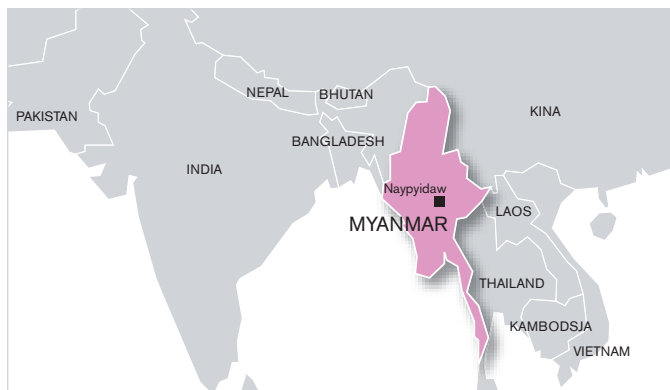 NEPAL
BHUTAN
KINA
PAKISTAN
BANGLADESH
INDIA
Naypyidaw
LAOS
MYANMAR
THAILAND
KAMBODSJA
VIETNAM